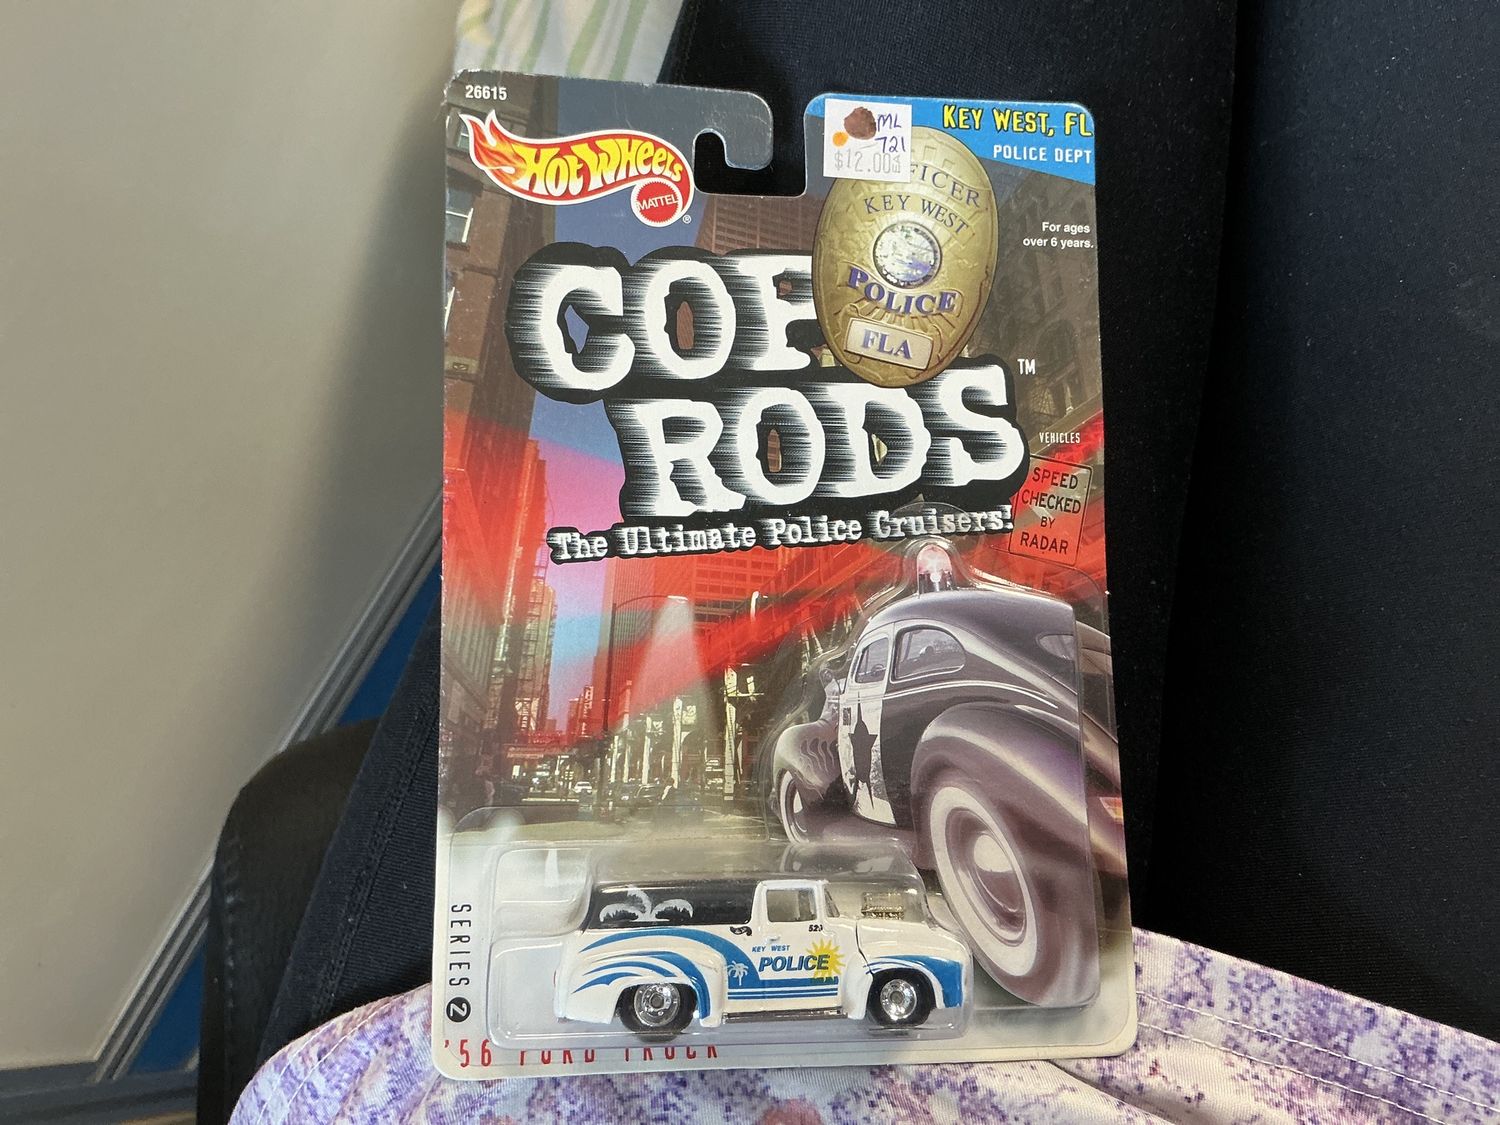 26615
HOT WHEELS
MATTEL
®
ML
721
$12.00
KEY WEST, FL
POLICE DEPT
For ages
over 6 years.
KEY WEST
POLICE
FLA
COP
RODS
™
VEHICLES
The Ultimate Police Cruisers!
SPEED
CHECKED
BY
RADAR
KEY WEST
POLICE
SERIES 2
'56 FORD TRUCK